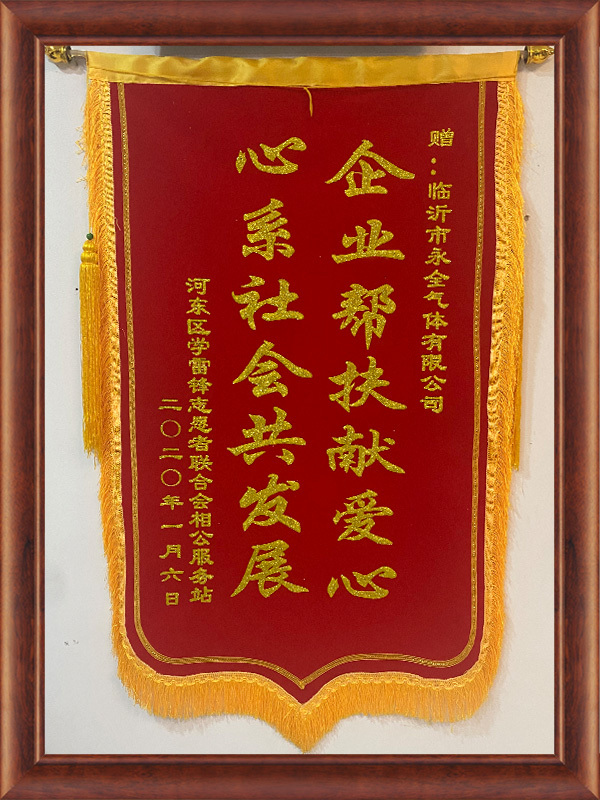 赠：临沂市永全气体有限公司
企业帮扶献爱心
心系社会共发展
河东区学雷锋志愿者联合会相公服务站
二〇二〇年一月六日